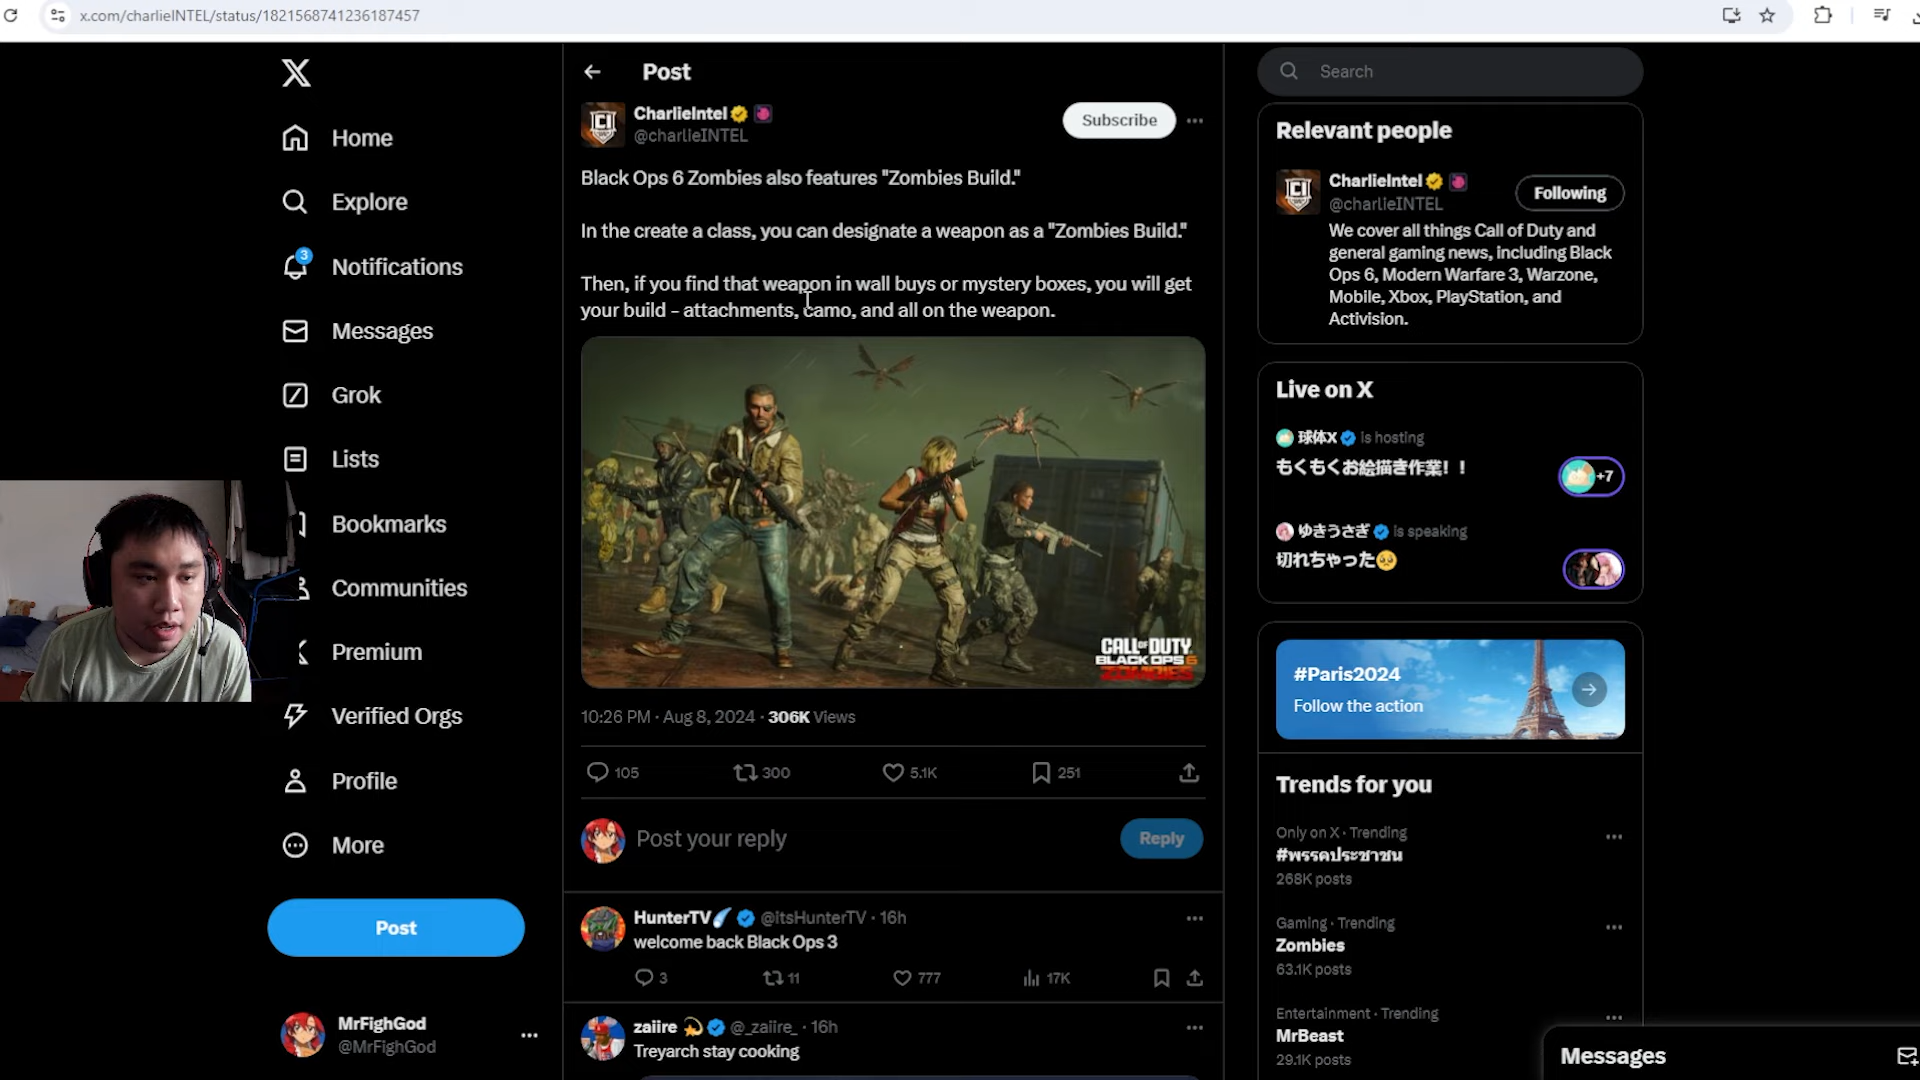 x.com/charlieINTEL/status/1821568741236187457
Home
Explore
3
Notifications
Messages
Grok
Lists
Bookmarks
Communities
Premium
Verified Orgs
Profile
More
Post
MrFighGod
@MrFighGod
Post
CharlieIntel
@charlieINTEL
Subscribe
Black Ops 6 Zombies also features "Zombies Build."
In the create a class, you can designate a weapon as a "Zombies Build."
Then, if you find that weapon in wall buys or mystery boxes, you will get
your build – attachments, camo, and all on the weapon.
CALL OF DUTY
BLACK OPS 6
ZOMBIES
10:26 PM · Aug 8, 2024 · 306K Views
105 300 5.1K 251
Post your reply
Reply
HunterTV @itsHunterTV · 16h
welcome back Black Ops 3
3 11 777 17K
zaiire @_zaiire_ · 16h
Treyarch stay cooking
Search
Relevant people
CharlieIntel
@charlieINTEL
Following
We cover all things Call of Duty and
general gaming news, including Black
Ops 6, Modern Warfare 3, Warzone,
Mobile, Xbox, PlayStation, and
Activision.
Live on X
球体X is hosting
もくもくお絵描き作業！！
+7
ゆきうさぎ is speaking
切れちゃった🥺
#Paris2024
Follow the action
Trends for you
Only on X · Trending
#พรรคประชาชน
268K posts
Gaming · Trending
Zombies
63.1K posts
Entertainment · Trending
MrBeast
29.1K posts
Messages